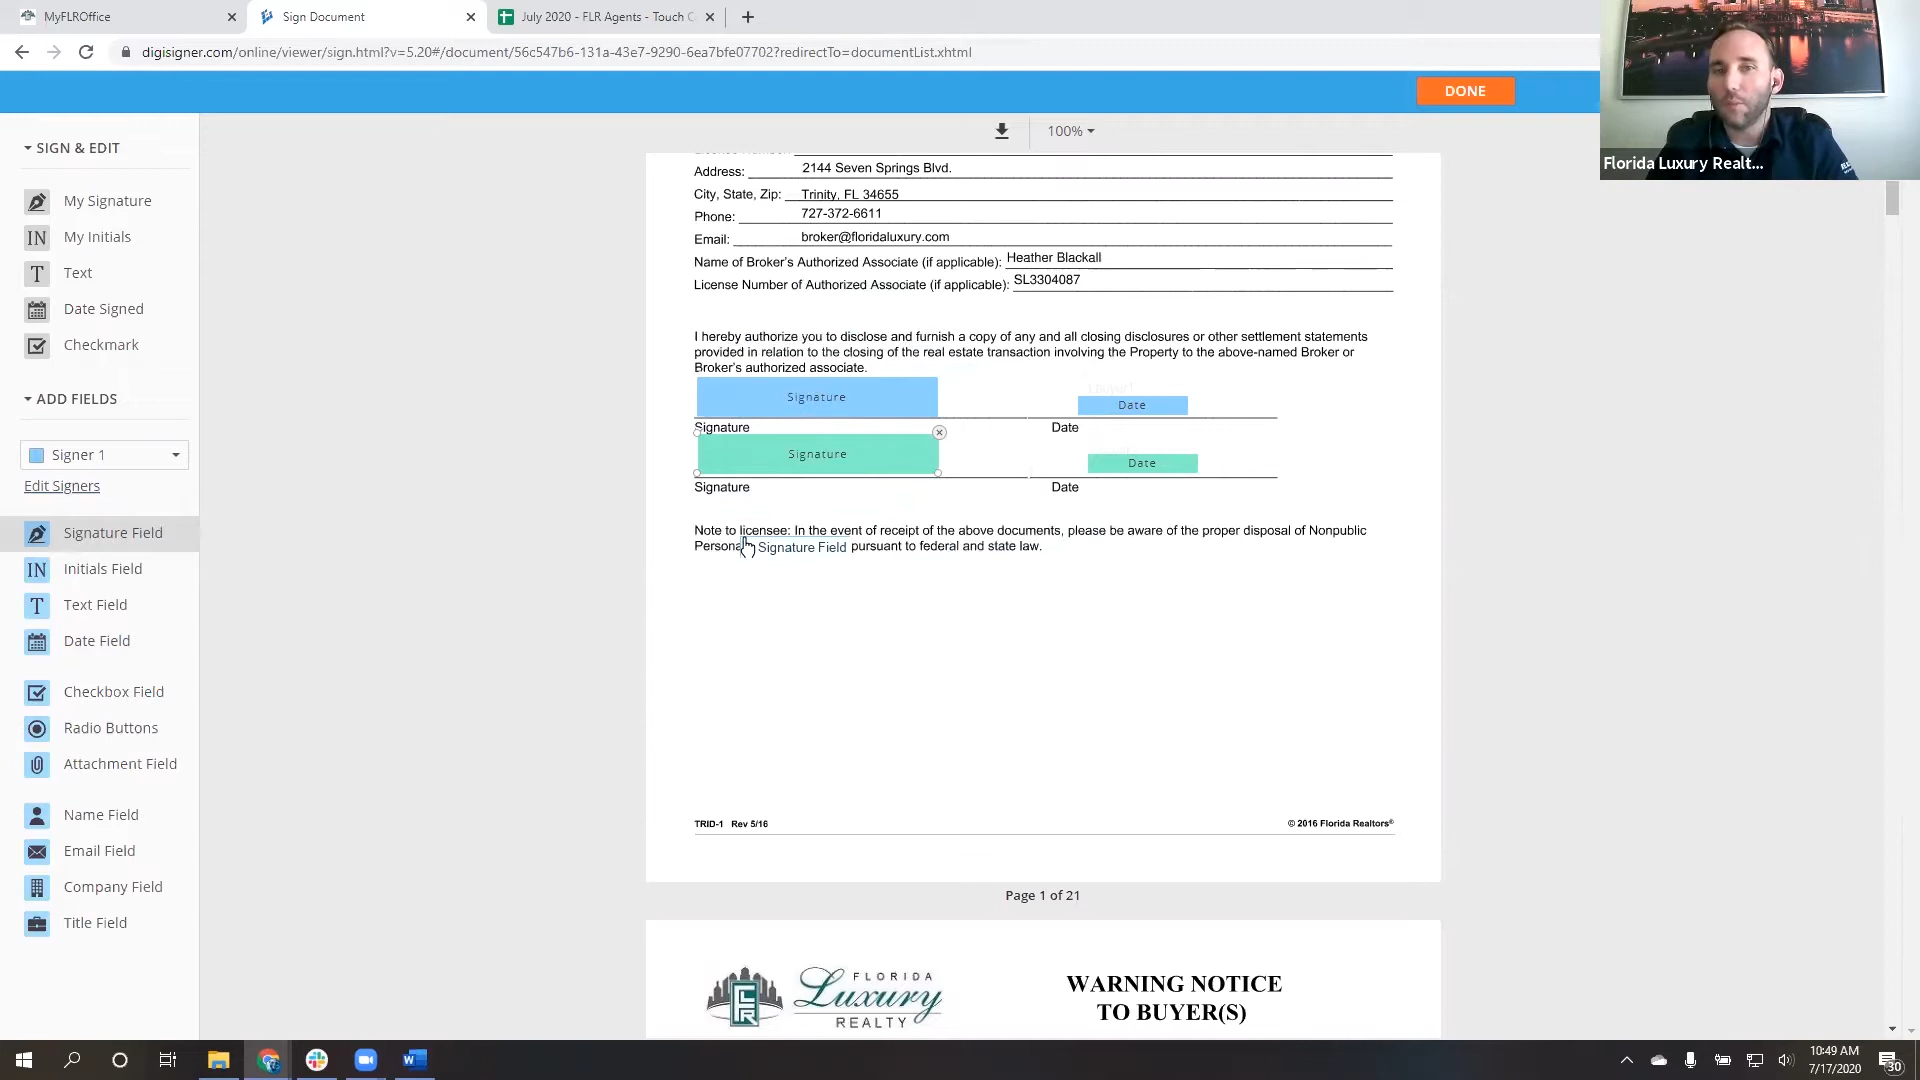 MyFLROffice
Sign Document
July 2020 - FLR Agents - Touch
digisigner.com/online/viewer/sign.html?v=5.20#/document/56c547b6-131a-43e7-9290-6ea7bfe07702?redirectTo=documentList.xhtml
DONE
Florida Luxury Realt...
100%
SIGN & EDIT
My Signature
IN My Initials
T Text
Date Signed
Checkmark
ADD FIELDS
Signer 1
Edit Signers
Signature Field
IN Initials Field
T Text Field
Date Field
Checkbox Field
Radio Buttons
Attachment Field
Name Field
Email Field
Company Field
Title Field
Address: 2144 Seven Springs Blvd.
City, State, Zip: Trinity, FL 34655
Phone: 727-372-6611
Email: broker@floridaluxury.com
Name of Broker's Authorized Associate (if applicable): Heather Blackall
License Number of Authorized Associate (if applicable): SL3304087
I hereby authorize you to disclose and furnish a copy of any and all closing disclosures or other settlement statements
provided in relation to the closing of the real estate transaction involving the Property to the above-named Broker or
Broker's authorized associate.
Signature Date
Signature Date
Signature Date
Signature Date
Note to licensee: In the event of receipt of the above documents, please be aware of the proper disposal of Nonpublic
Persona Signature Field pursuant to federal and state law.
TRID-1 Rev 5/16 © 2016 Florida Realtors®
Page 1 of 21
FLORIDA
Luxury
REALTY
FLR
WARNING NOTICE
TO BUYER(S)
10:49 AM
7/17/2020
30